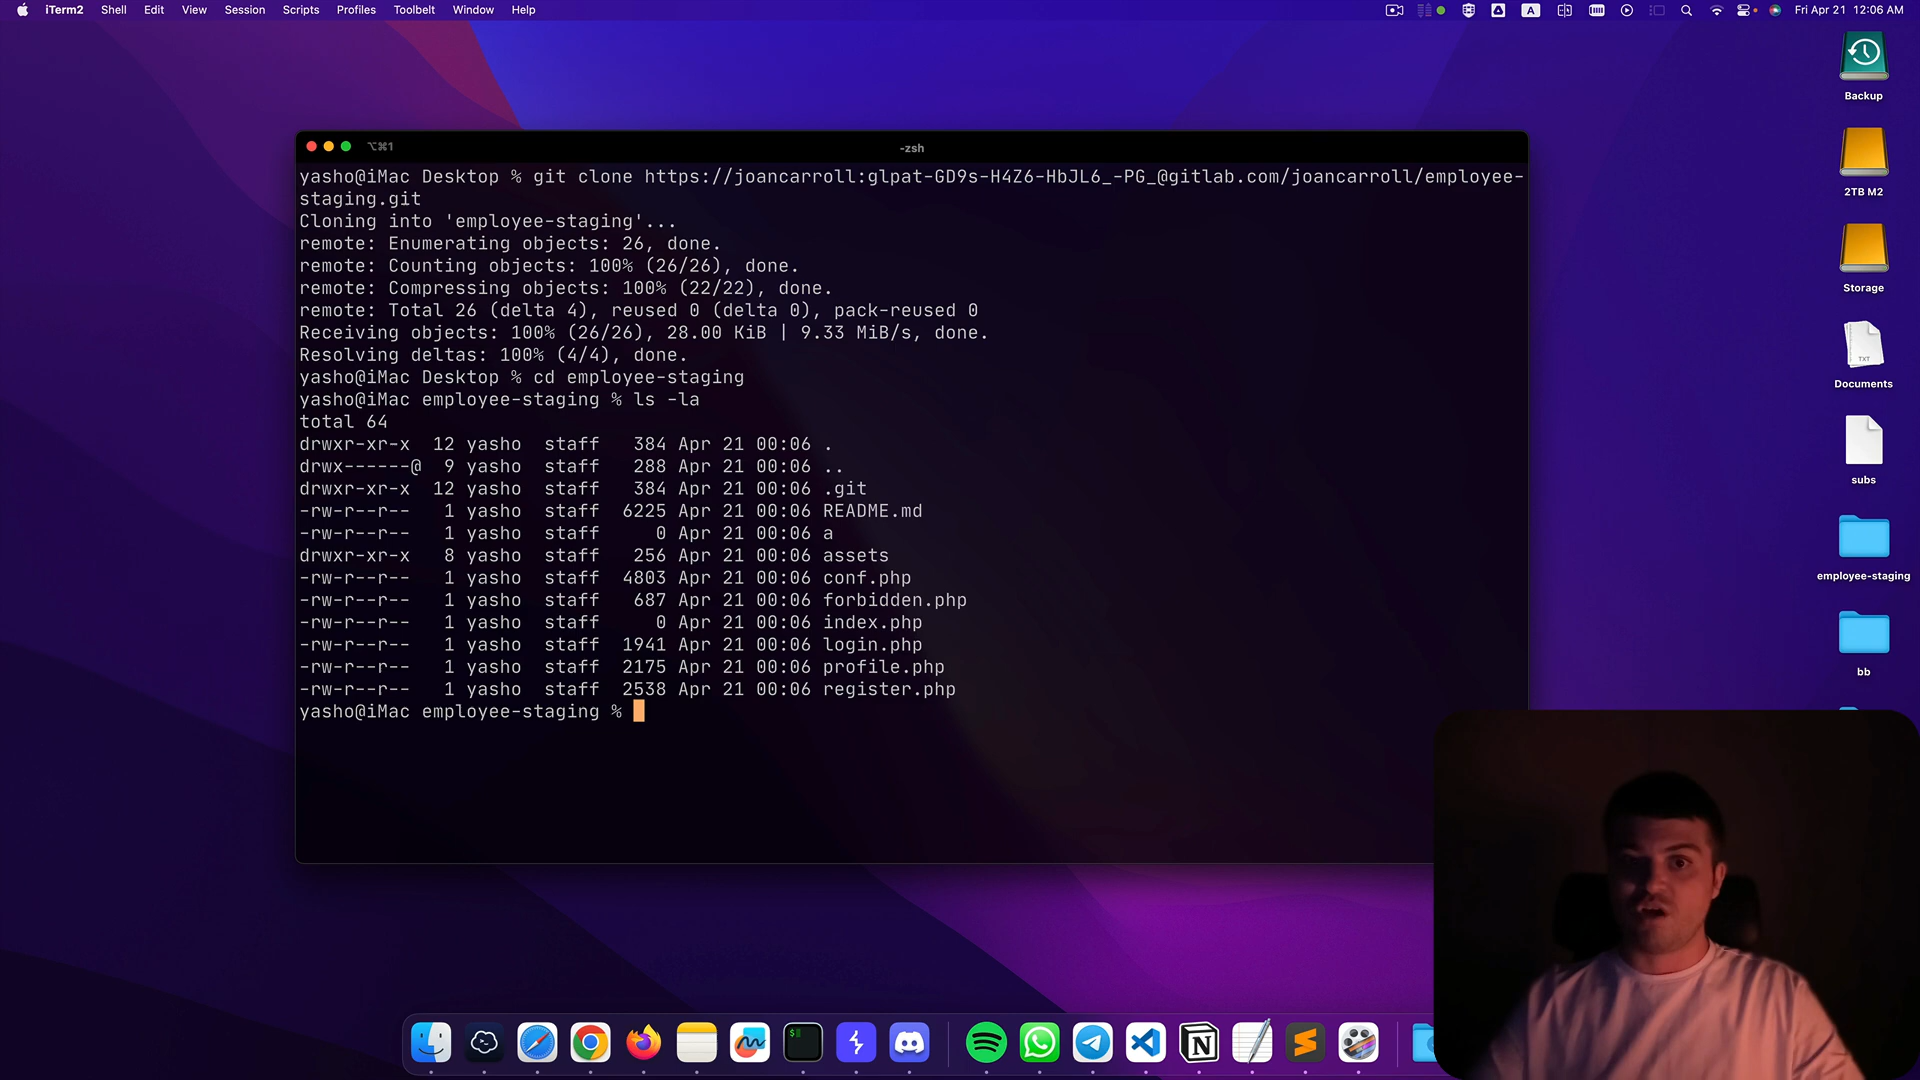 iTerm2 Shell Edit View Session Scripts Profiles Toolbelt Window Help
A
Fri Apr 21 12:06 AM
Backup
2TB M2
Storage
TXT
Documents
subs
employee-staging
bb
⌥⌘1
-zsh
yasho@iMac Desktop % git clone https://joancarroll:glpat-GD9s-H4Z6-HbJL6_-PG_@gitlab.com/joancarroll/employee-
staging.git
Cloning into 'employee-staging'...
remote: Enumerating objects: 26, done.
remote: Counting objects: 100% (26/26), done.
remote: Compressing objects: 100% (22/22), done.
remote: Total 26 (delta 4), reused 0 (delta 0), pack-reused 0
Receiving objects: 100% (26/26), 28.00 KiB | 9.33 MiB/s, done.
Resolving deltas: 100% (4/4), done.
yasho@iMac Desktop % cd employee-staging
yasho@iMac employee-staging % ls -la
total 64
drwxr-xr-x 12 yasho staff 384 Apr 21 00:06 .
drwx------@ 9 yasho staff 288 Apr 21 00:06 ..
drwxr-xr-x 12 yasho staff 384 Apr 21 00:06 .git
-rw-r--r-- 1 yasho staff 6225 Apr 21 00:06 README.md
-rw-r--r-- 1 yasho staff 0 Apr 21 00:06 a
drwxr-xr-x 8 yasho staff 256 Apr 21 00:06 assets
-rw-r--r-- 1 yasho staff 4803 Apr 21 00:06 conf.php
-rw-r--r-- 1 yasho staff 687 Apr 21 00:06 forbidden.php
-rw-r--r-- 1 yasho staff 0 Apr 21 00:06 index.php
-rw-r--r-- 1 yasho staff 1941 Apr 21 00:06 login.php
-rw-r--r-- 1 yasho staff 2175 Apr 21 00:06 profile.php
-rw-r--r-- 1 yasho staff 2538 Apr 21 00:06 register.php
yasho@iMac employee-staging %